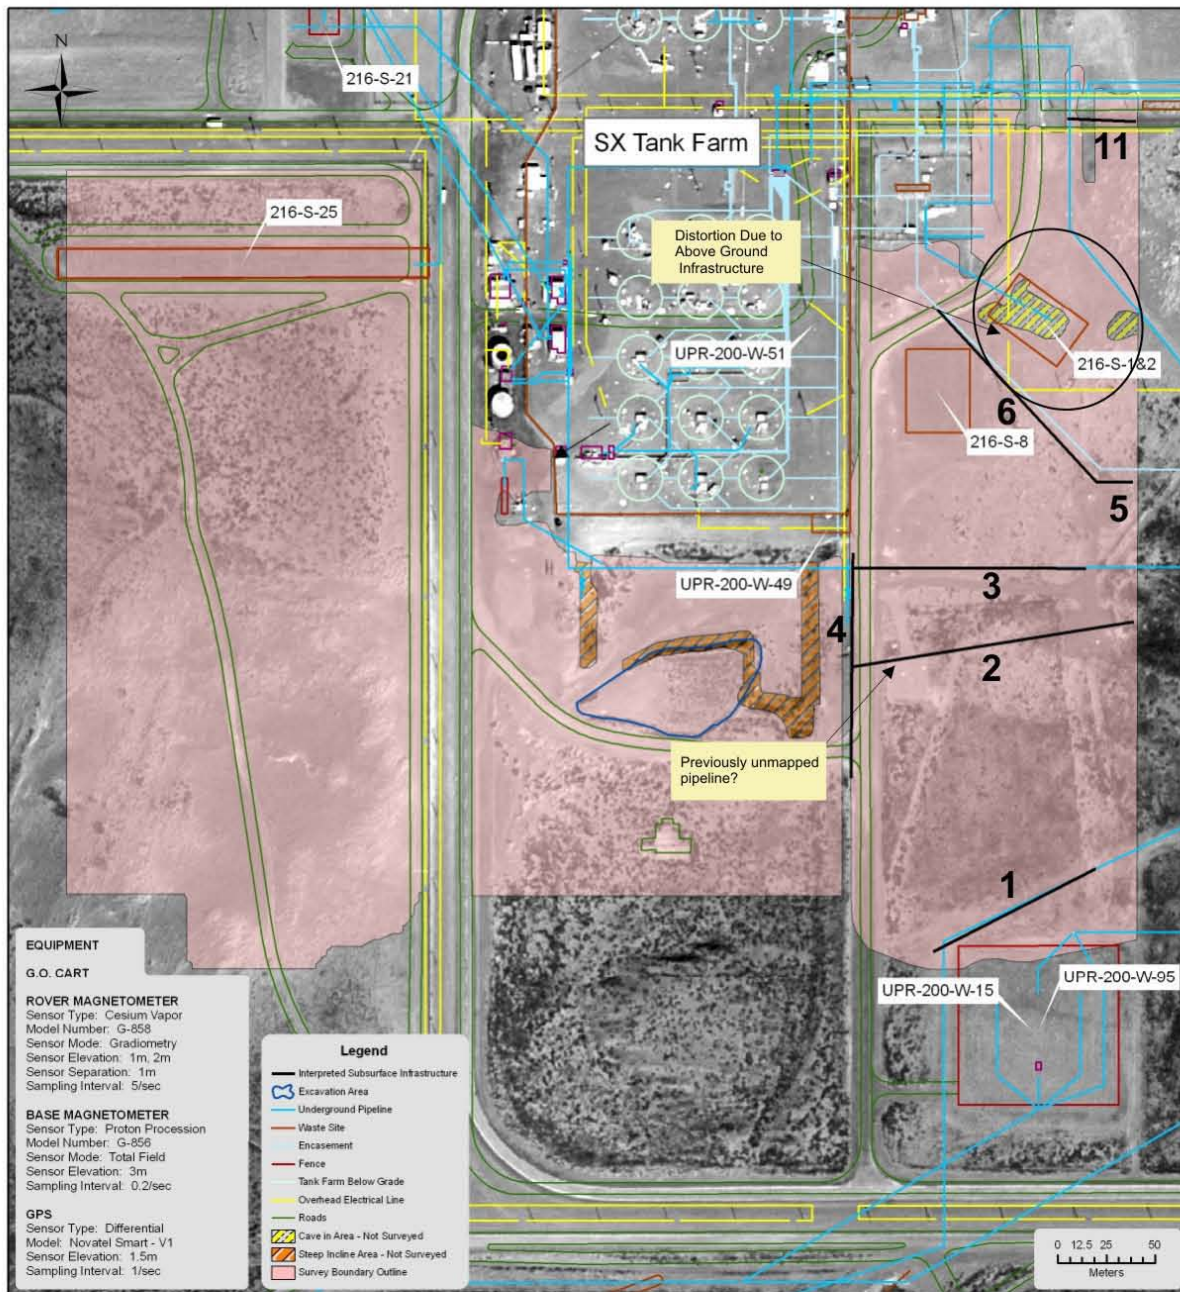 N
216-S-21
SX Tank Farm
11
216-S-25
Distortion Due to
Above Ground
Infrastructure
UPR-200-W-51
216-S-1&2
6
216-S-8
5
UPR-200-W-49
3
4
2
Previously unmapped
pipeline?
1
UPR-200-W-15
UPR-200-W-95
EQUIPMENT
G.O. CART
ROVER MAGNETOMETER
Sensor Type: Cesium Vapor
Model Number: G-858
Sensor Mode: Gradiometry
Sensor Elevation: 1m, 2m
Sensor Separation: 1m
Sampling Interval: 5/sec
BASE MAGNETOMETER
Sensor Type: Proton Procession
Model Number: G-856
Sensor Mode: Total Field
Sensor Elevation: 3m
Sampling Interval: 0.2/sec
GPS
Sensor Type: Differential
Model: Novatel Smart - V1
Sensor Elevation: 1.5m
Sampling Interval: 1/sec
Legend
Interpreted Subsurface Infrastructure
Excavation Area
Underground Pipeline
Waste Site
Encasement
Fence
Tank Farm Below Grade
Overhead Electrical Line
Roads
Cave in Area - Not Surveyed
Steep Incline Area - Not Surveyed
Survey Boundary Outline
0 12.5 25 50
Meters